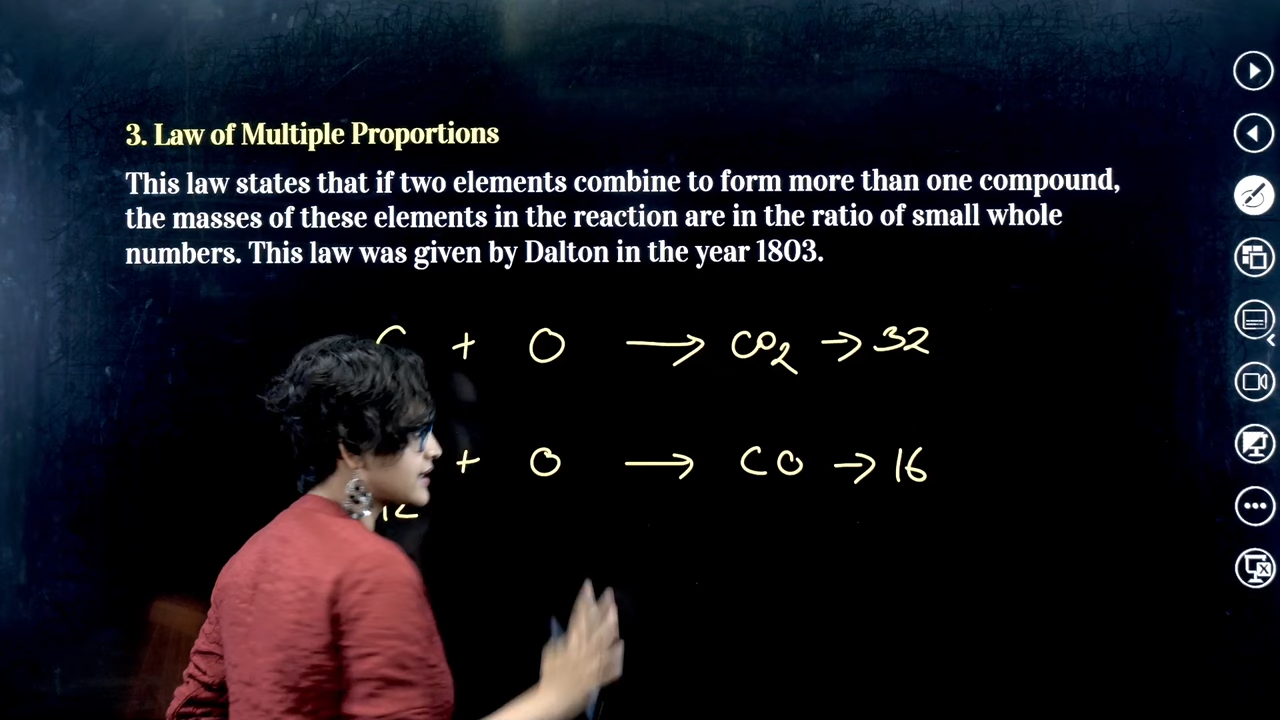 3. Law of Multiple Proportions
This law states that if two elements combine to form more than one compound,
the masses of these elements in the reaction are in the ratio of small whole
numbers. This law was given by Dalton in the year 1803.
C + O → CO₂ → 32
+ O → CO → 16
12